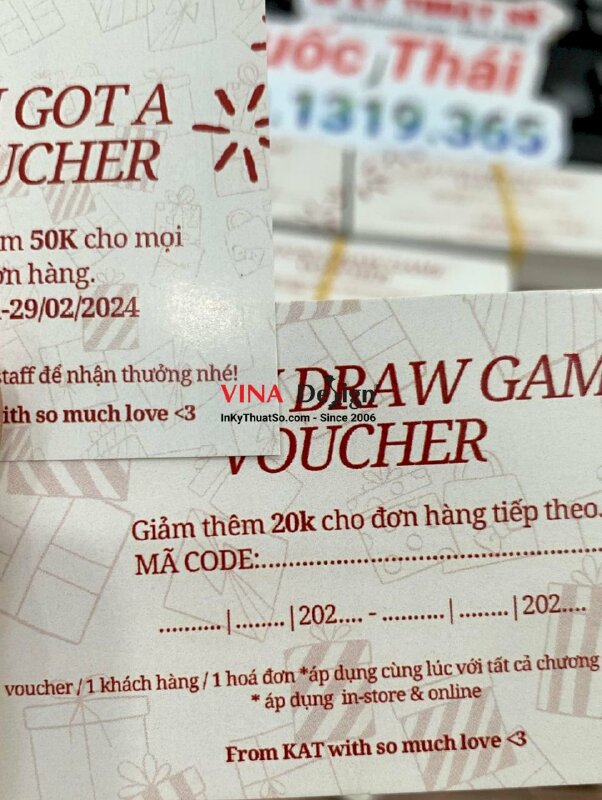 GOT A
UCHER
m 50K cho mọi
ơn hàng.
-29/02/2024
staff để nhận thưởng nhé!
ith so much love <3
uốc Thái
.1319.365
VINA Design
InKyThuatSo.com - Since 2006
DRAW GAM
VOUCHER
Giảm thêm 20k cho đơn hàng tiếp theo.
MÃ CODE:..............................................
...........|.........|202.... - ...........|.........|202....
voucher / 1 khách hàng / 1 hoá đơn *áp dụng cùng lúc với tất cả chương
* áp dụng in-store & online
From KAT with so much love <3